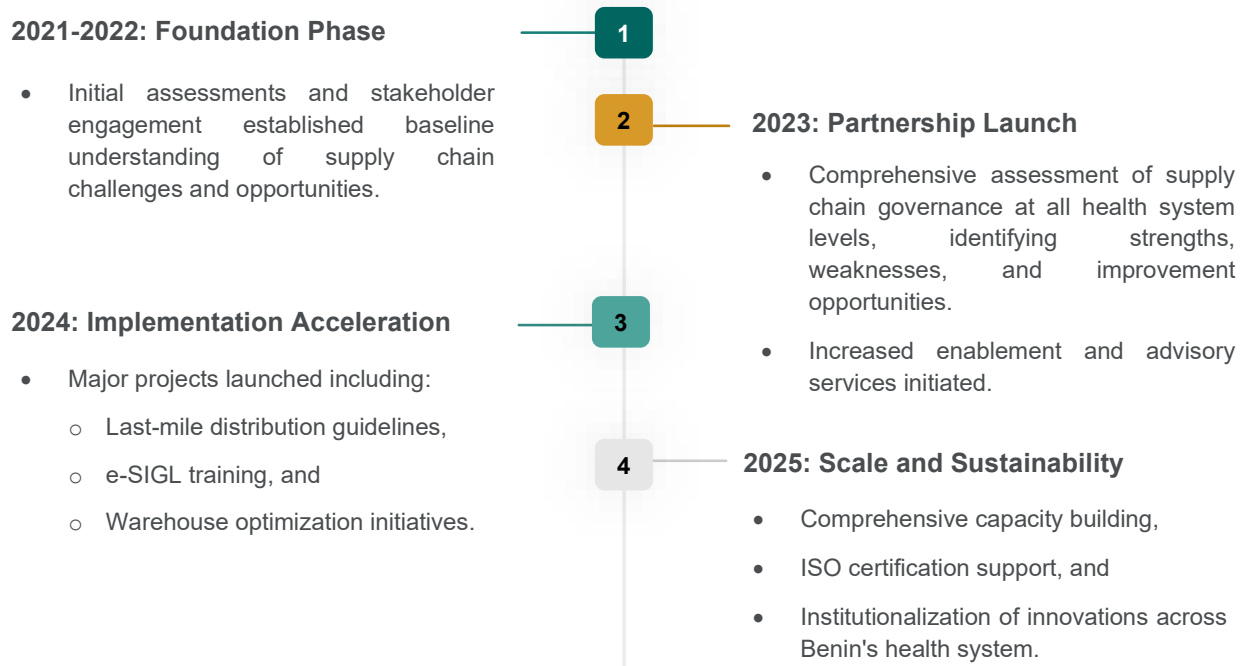 2021-2022: Foundation Phase
1
• Initial assessments and stakeholder
engagement established baseline
understanding of supply chain
challenges and opportunities.
2
2023: Partnership Launch
• Comprehensive assessment of supply
chain governance at all health system
levels, identifying strengths,
weaknesses, and improvement
opportunities.
• Increased enablement and advisory
services initiated.
2024: Implementation Acceleration
3
• Major projects launched including:
o Last-mile distribution guidelines,
o e-SIGL training, and
o Warehouse optimization initiatives.
4
2025: Scale and Sustainability
• Comprehensive capacity building,
• ISO certification support, and
• Institutionalization of innovations across
Benin's health system.